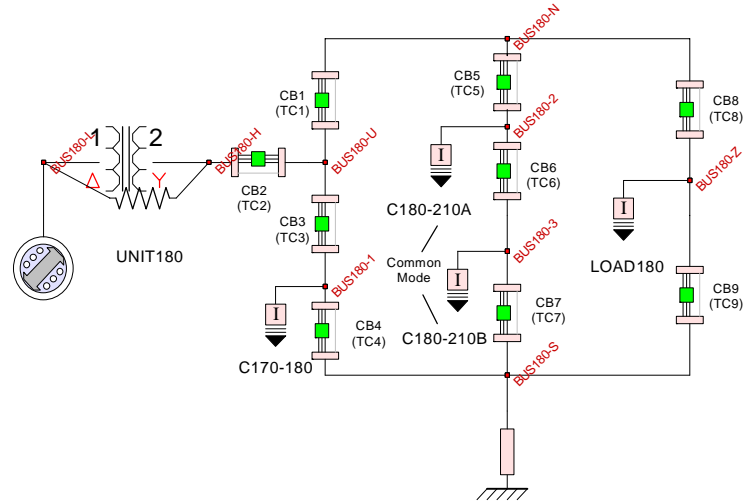 BUS180-N
CB1
(TC1)
CB5
(TC5)
CB8
(TC8)
BUS180-2
1 2
BUS180-L
BUS180-H
BUS180-U
CB2
(TC2)
I
CB6
(TC6)
BUS180-Z
Δ Y
I
C180-210A
CB3
(TC3)
BUS180-3
UNIT180
Common
Mode
I
LOAD180
BUS180-1
I
CB4
(TC4)
CB7
(TC7)
CB9
(TC9)
C180-210B
C170-180
BUS180-S